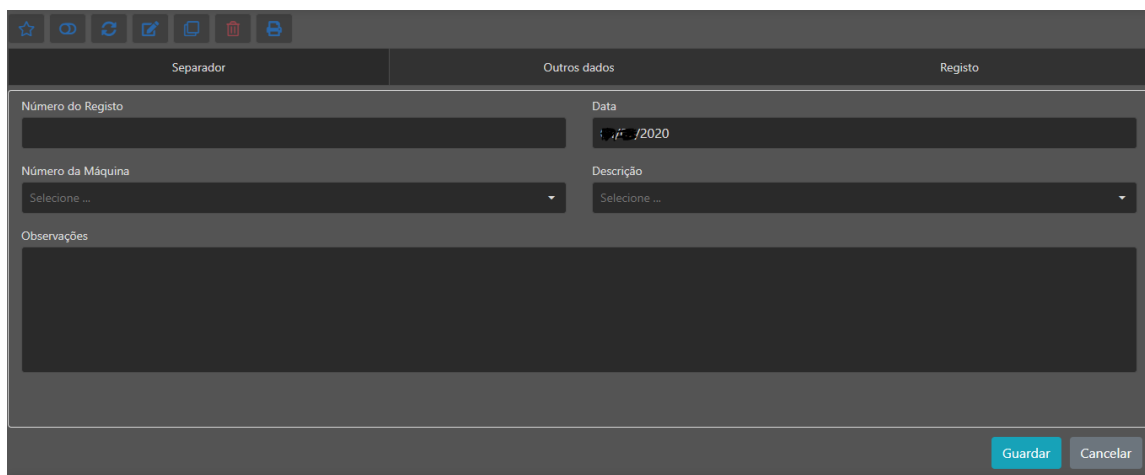 Separador Outros dados Registo
Número do Registo Data
/2020
Número da Máquina Descrição
Selecione ... Selecione ...
Observações
Guardar Cancelar